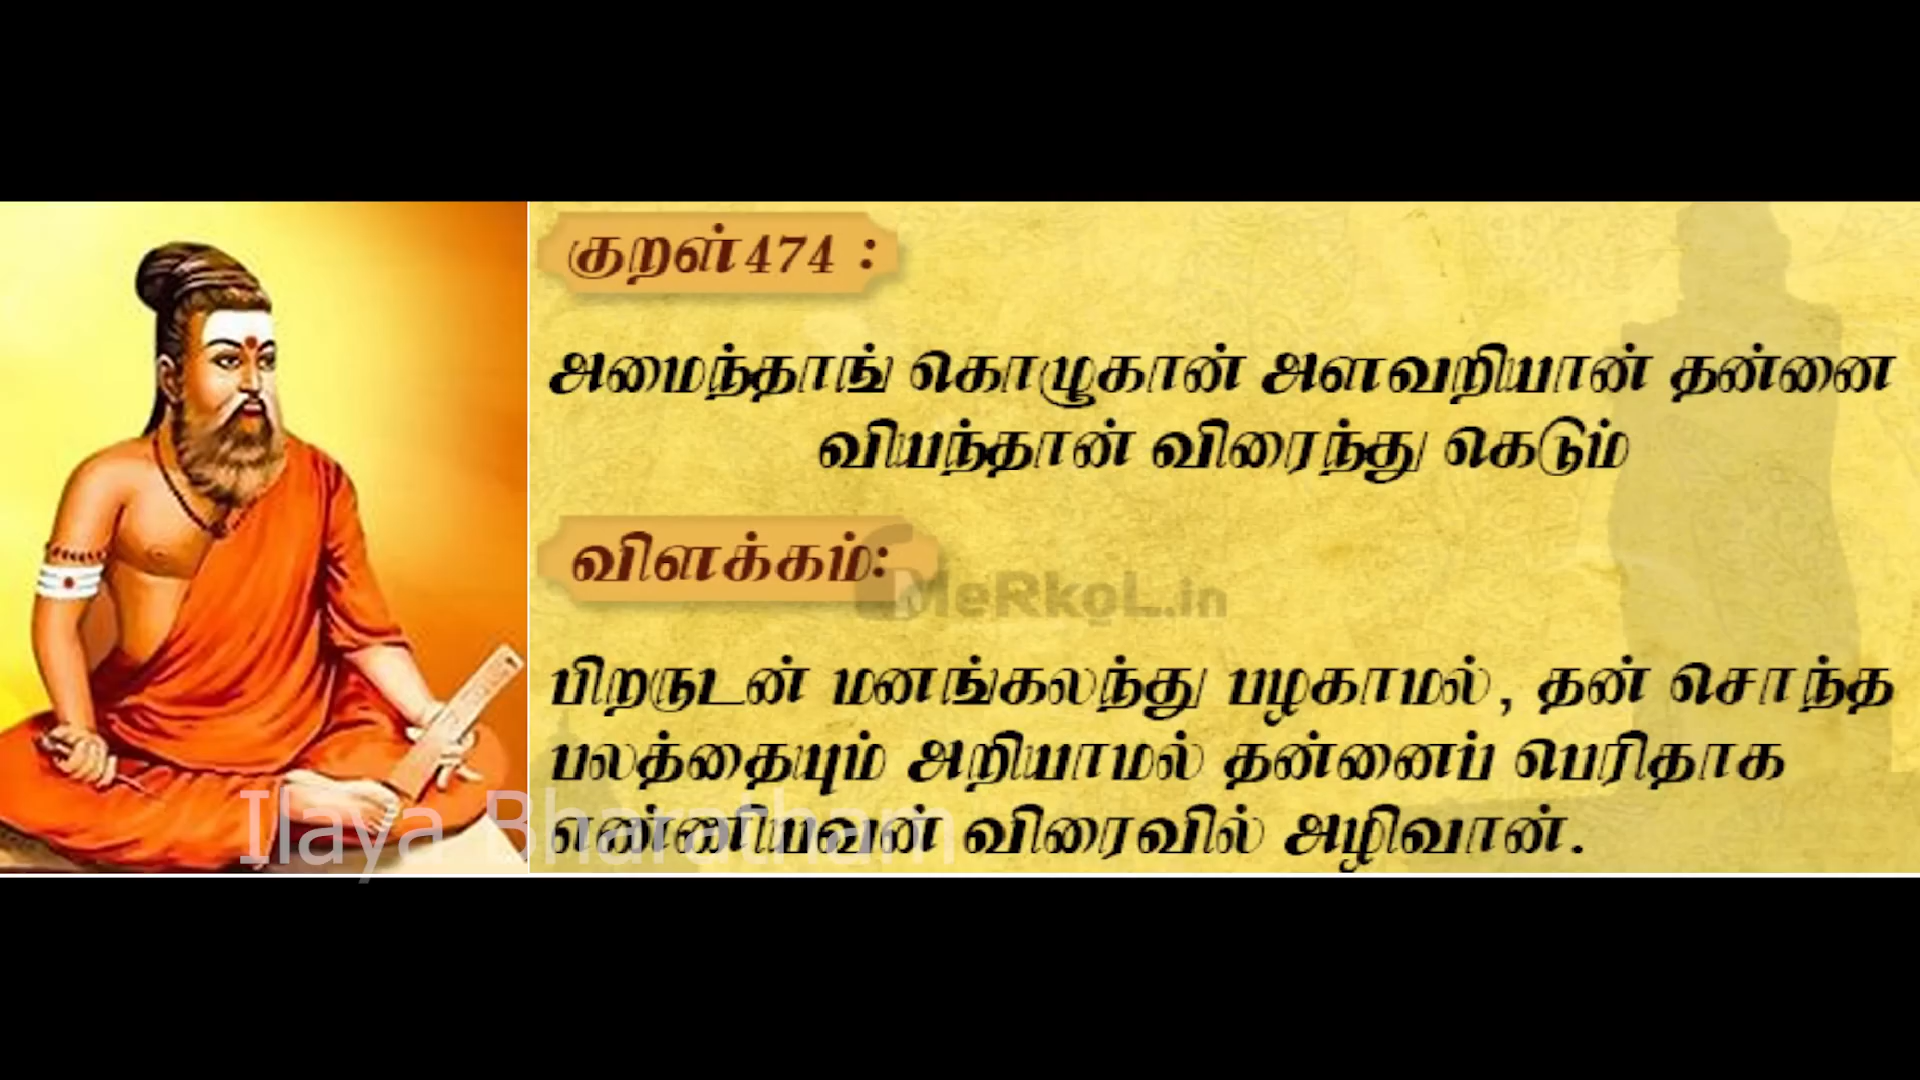 குறள்474 :
அமைந்தாங் கொழுகான் அளவறியான் தன்னை
வியந்தான் விரைந்து கெடும்
விளக்கம்:
MeRkoL.in
பிறருடன் மனங்கலந்து பழகாமல், தன் சொந்த
பலத்தையும் அறியாமல் தன்னைப் பெரிதாக
எண்ணியவன் விரைவில் அழிவான்.
Ilaya Bharatham